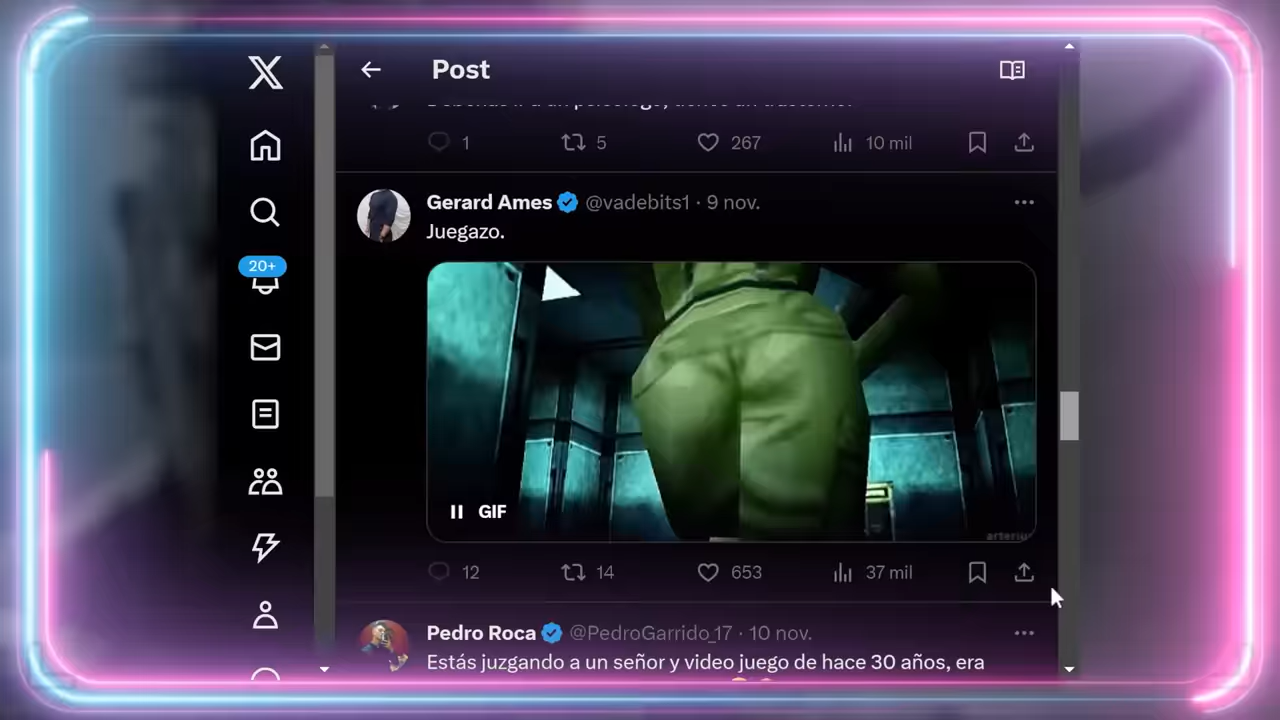 Post
1 5 267 10 mil
Gerard Ames @vadebits1 · 9 nov.
Juegazo.
20+
GIF
12 14 653 37 mil
Pedro Roca @PedroGarrido_17 · 10 nov.
Estás juzgando a un señor y video juego de hace 30 años, era